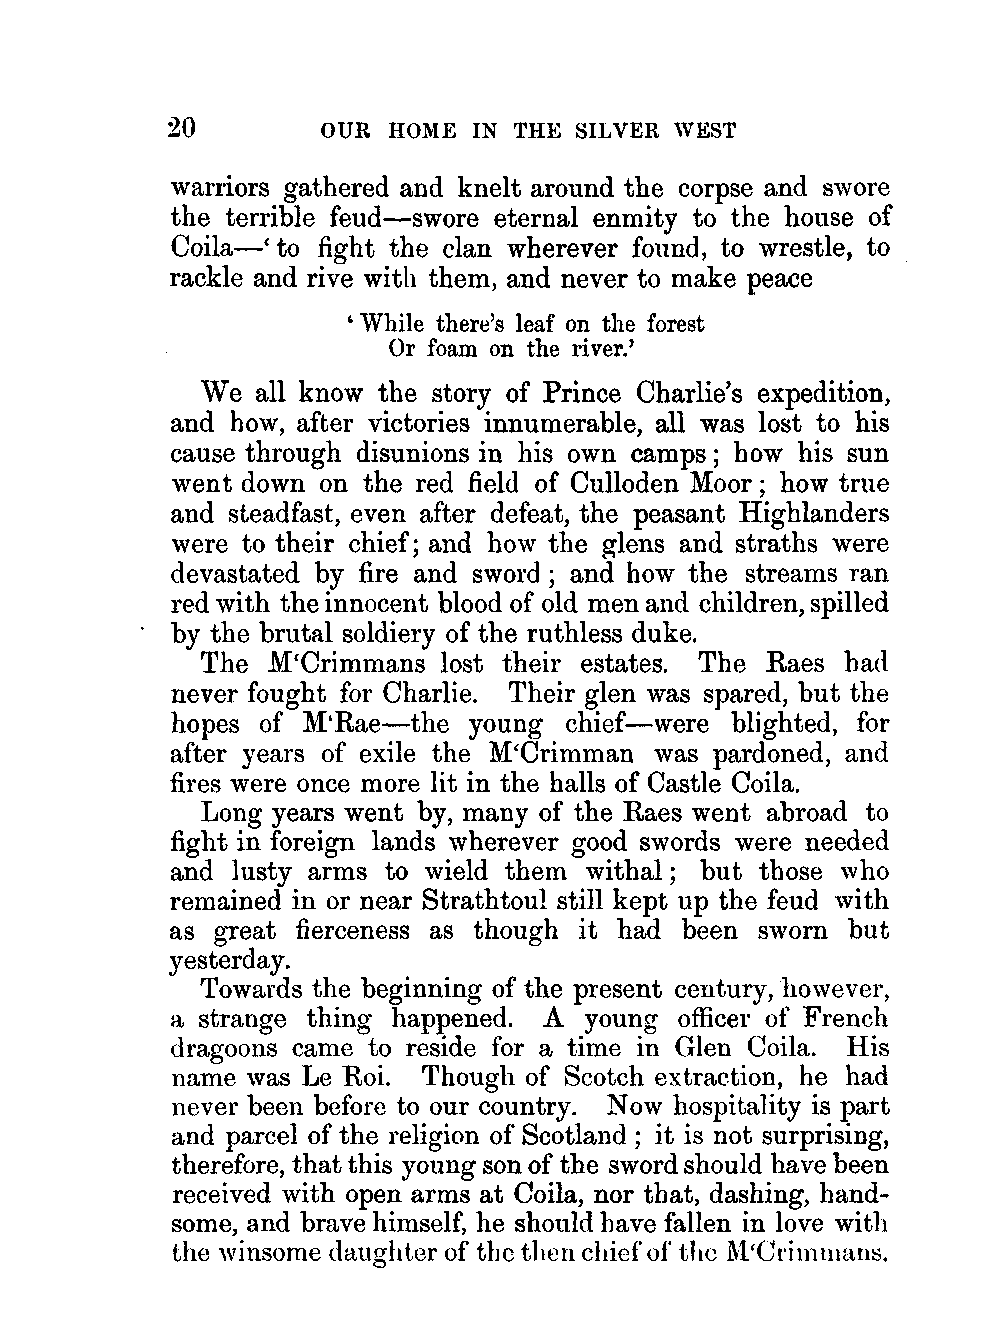 20 OUR HOME IN THE SILVER WEST
warriors gathered and knelt around the corpse and swore
the terrible feud—swore eternal enmity to the house of
Coila—‘ to fight the clan wherever found, to wrestle, to
rackle and rive with them, and never to make peace
‘ While there's leaf on the forest
Or foam on the river.’
We all know the story of Prince Charlie's expedition,
and how, after victories innumerable, all was lost to his
cause through disunions in his own camps ; how his sun
went down on the red field of Culloden Moor ; how true
and steadfast, even after defeat, the peasant Highlanders
were to their chief ; and how the glens and straths were
devastated by fire and sword ; and how the streams ran
red with the innocent blood of old men and children, spilled
by the brutal soldiery of the ruthless duke.
The M‘Crimmans lost their estates. The Raes had
never fought for Charlie. Their glen was spared, but the
hopes of M‘Rae—the young chief—were blighted, for
after years of exile the M‘Crimman was pardoned, and
fires were once more lit in the halls of Castle Coila.
Long years went by, many of the Raes went abroad to
fight in foreign lands wherever good swords were needed
and lusty arms to wield them withal ; but those who
remained in or near Strathtoul still kept up the feud with
as great fierceness as though it had been sworn but
yesterday.
Towards the beginning of the present century, however,
a strange thing happened. A young officer of French
dragoons came to reside for a time in Glen Coila. His
name was Le Roi. Though of Scotch extraction, he had
never been before to our country. Now hospitality is part
and parcel of the religion of Scotland ; it is not surprising,
therefore, that this young son of the sword should have been
received with open arms at Coila, nor that, dashing, hand-
some, and brave himself, he should have fallen in love with
the winsome daughter of the then chief of the M‘Crimmans.